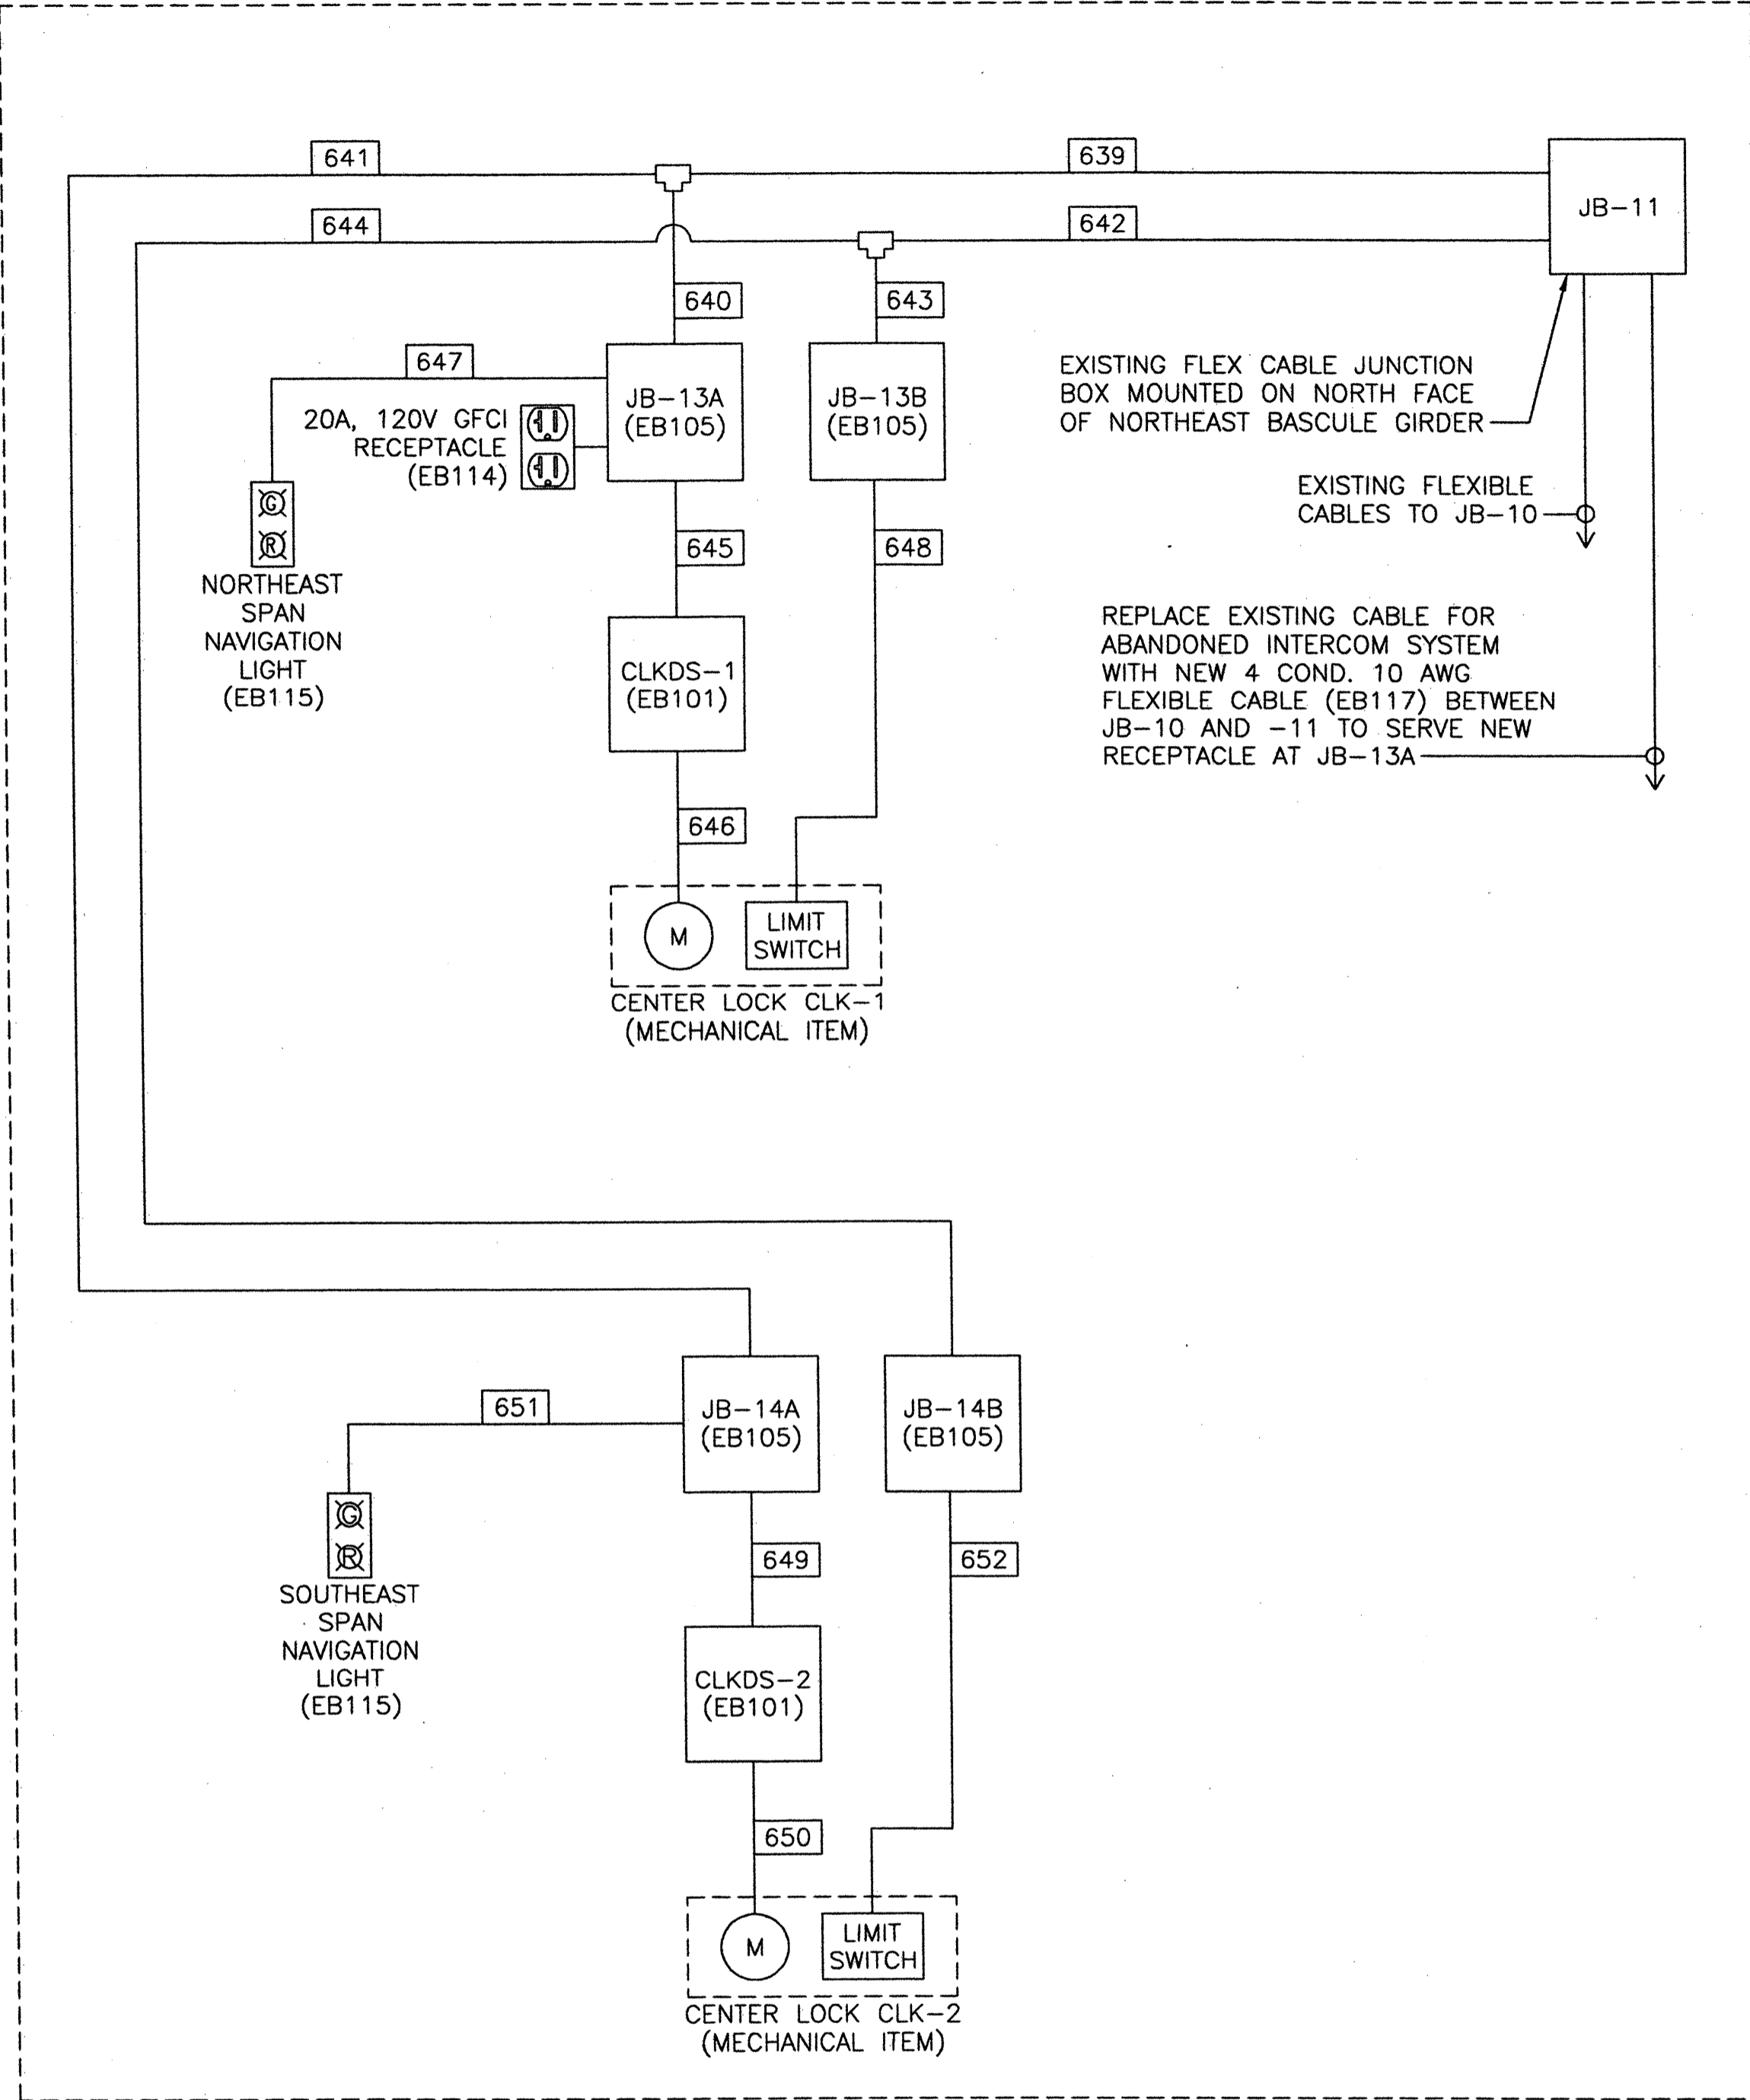 641
639
JB-11
644
642
640
643
647
JB-13A
(EB105)
JB-13B
(EB105)
20A, 120V GFCI
RECEPTACLE
(EB114)
EXISTING FLEX CABLE JUNCTION
BOX MOUNTED ON NORTH FACE
OF NORTHEAST BASCULE GIRDER
G
R
NORTHEAST
SPAN
NAVIGATION
LIGHT
(EB115)
EXISTING FLEXIBLE
CABLES TO JB-10
645
648
CLKDS-1
(EB101)
REPLACE EXISTING CABLE FOR
ABANDONED INTERCOM SYSTEM
WITH NEW 4 COND. 10 AWG
FLEXIBLE CABLE (EB117) BETWEEN
JB-10 AND -11 TO SERVE NEW
RECEPTACLE AT JB-13A
646
M
LIMIT
SWITCH
CENTER LOCK CLK-1
(MECHANICAL ITEM)
651
JB-14A
(EB105)
JB-14B
(EB105)
G
R
SOUTHEAST
SPAN
NAVIGATION
LIGHT
(EB115)
649
652
CLKDS-2
(EB101)
650
M
LIMIT
SWITCH
CENTER LOCK CLK-2
(MECHANICAL ITEM)